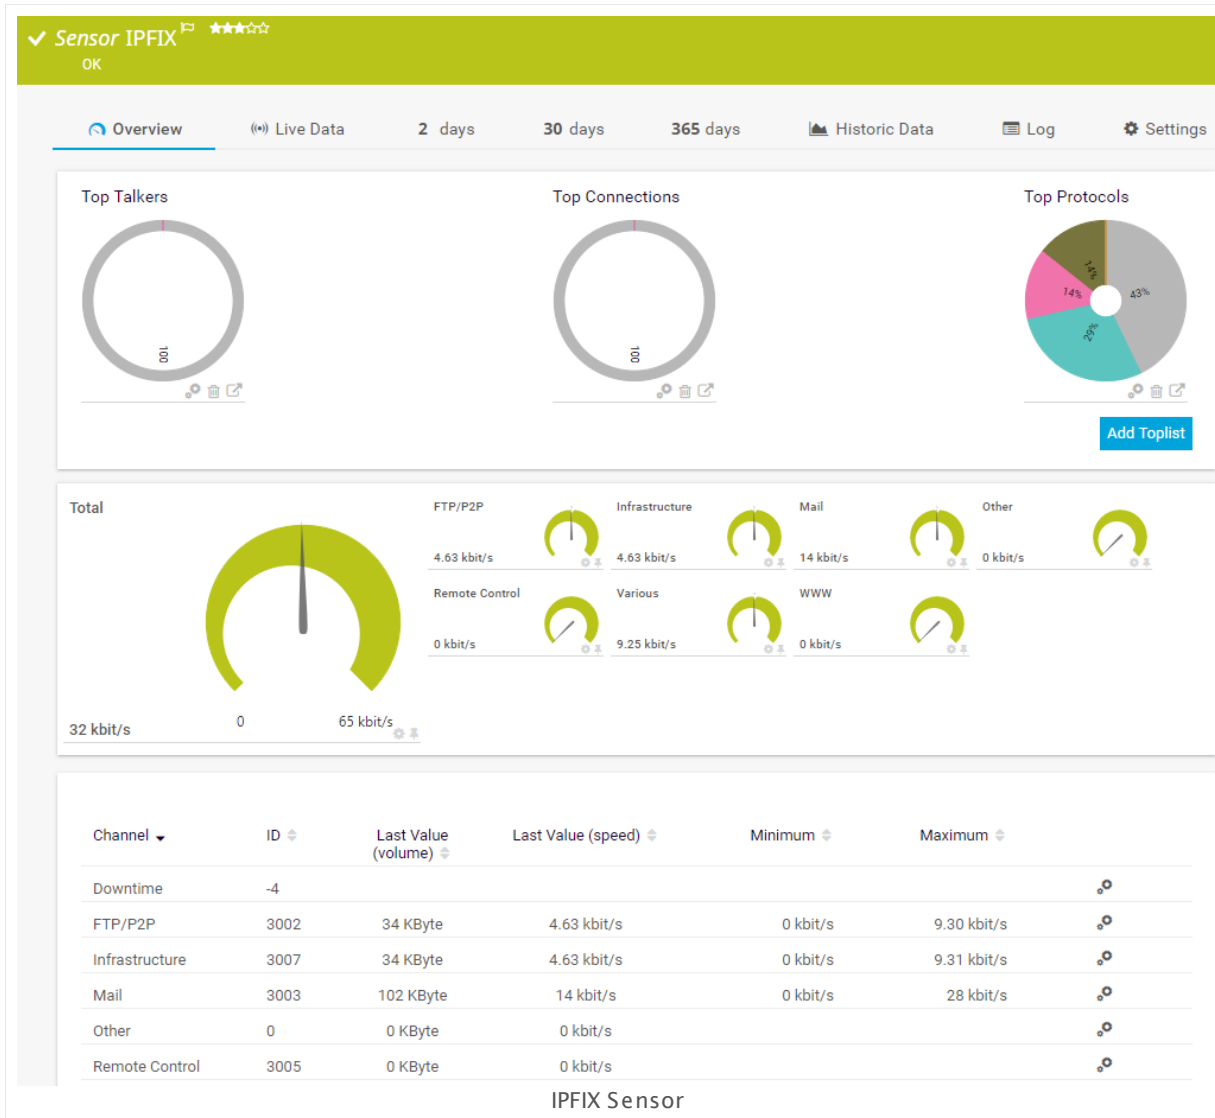 Sensor IPFIX
OK
Overview Live Data 2 days 30 days 365 days Historic Data Log Settings
Top Talkers Top Connections Top Protocols
100 100 14% 14% 29% 43%
Add Toplist
Total
FTP/P2P Infrastructure Mail Other
4.63 kbit/s 4.63 kbit/s 14 kbit/s 0 kbit/s
Remote Control Various WWW
0 kbit/s 9.25 kbit/s 0 kbit/s
0 65 kbit/s
32 kbit/s
Channel ID Last Value (volume) Last Value (speed) Minimum Maximum
Downtime -4
FTP/P2P 3002 34 KByte 4.63 kbit/s 0 kbit/s 9.30 kbit/s
Infrastructure 3007 34 KByte 4.63 kbit/s 0 kbit/s 9.31 kbit/s
Mail 3003 102 KByte 14 kbit/s 0 kbit/s 28 kbit/s
Other 0 0 KByte 0 kbit/s
Remote Control 3005 0 KByte 0 kbit/s
IPFIX Sensor